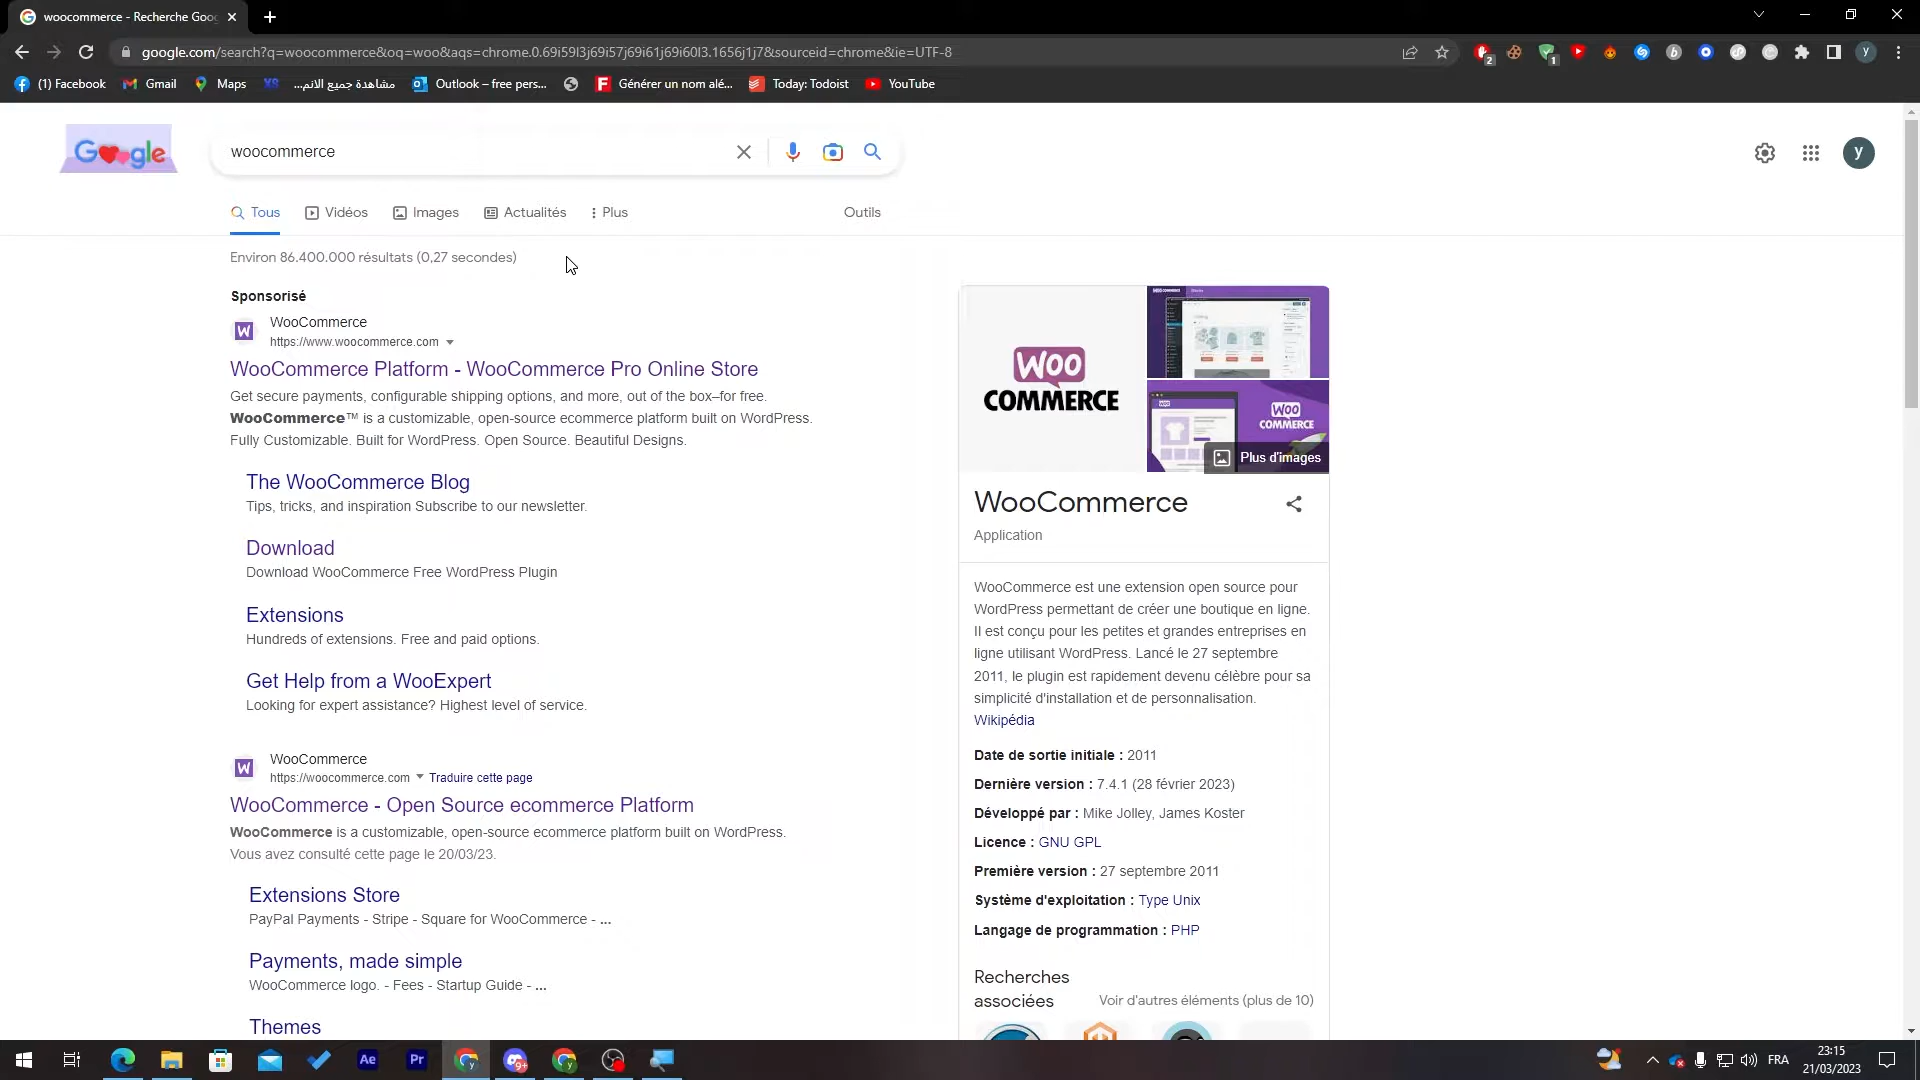 woocommerce - Recherche Goo
google.com/search?q=woocommerce&oq=woo&aqs=chrome.0.69i59l3j69i57j69i61j69i60l3.1656j1j7&sourceid=chrome&ie=UTF-8
2
1
y
(1) Facebook
Gmail
Maps
مشاهدة جميع الانم...
Outlook – free pers...
Générer un nom alé...
Today: Todoist
YouTube
Google
woocommerce
y
Tous
Vidéos
Images
Actualités
Plus
Outils
Environ 86.400.000 résultats (0,27 secondes)
Sponsorisé
WooCommerce
https://www.woocommerce.com
WooCommerce Platform - WooCommerce Pro Online Store
Get secure payments, configurable shipping options, and more, out of the box–for free.
WooCommerce™ is a customizable, open-source ecommerce platform built on WordPress.
Fully Customizable. Built for WordPress. Open Source. Beautiful Designs.
The WooCommerce Blog
Tips, tricks, and inspiration Subscribe to our newsletter.
Download
Download WooCommerce Free WordPress Plugin
Extensions
Hundreds of extensions. Free and paid options.
Get Help from a WooExpert
Looking for expert assistance? Highest level of service.
W WooCommerce
https://woocommerce.com Traduire cette page
WooCommerce - Open Source ecommerce Platform
WooCommerce is a customizable, open-source ecommerce platform built on WordPress.
Vous avez consulté cette page le 20/03/23.
Extensions Store
PayPal Payments - Stripe - Square for WooCommerce - ...
Payments, made simple
WooCommerce logo. - Fees - Startup Guide - ...
Themes
WOO
COMMERCE
WOO
COMMERCE
Plus d'images
WooCommerce
Application
WooCommerce est une extension open source pour
WordPress permettant de créer une boutique en ligne.
Il est conçu pour les petites et grandes entreprises en
ligne utilisant WordPress. Lancé le 27 septembre
2011, le plugin est rapidement devenu célèbre pour sa
simplicité d'installation et de personnalisation.
Wikipédia
Date de sortie initiale : 2011
Dernière version : 7.4.1 (28 février 2023)
Développé par : Mike Jolley, James Koster
Licence : GNU GPL
Première version : 27 septembre 2011
Système d'exploitation : Type Unix
Langage de programmation : PHP
Recherches
associées
Voir d'autres éléments (plus de 10)
Ae
Pr
9+
FRA
23:15
21/03/2023